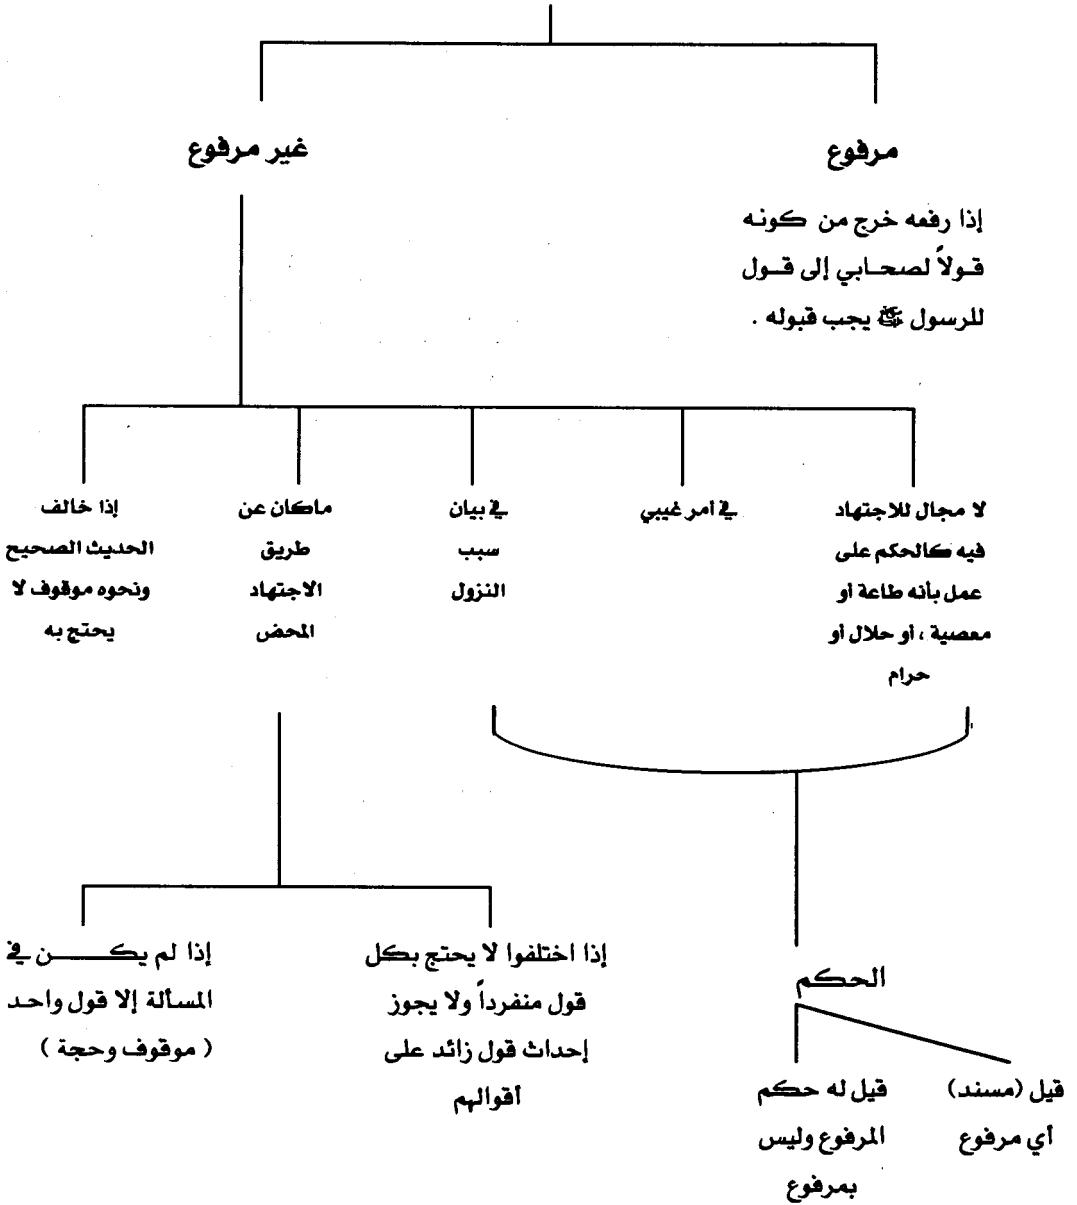 مرفوع
إذا رفعه خرج من كونه
قولاً لصحابي إلى قول
للرسول ﷺ يجب قبوله .
غير مرفوع
لا مجال للاجتهاد
فيه كالحكم على
عمل بأنه طاعة أو
معصية ، أو حلال أو
حرام
في أمر غيبي
في بيان
سبب
النزول
ماكان عن
طريق
الاجتهاد
المحض
إذا خالف
الحديث الصحيح
ونحوه موقوف لا
يحتج به
الحكم
قيل (مسند)
أي مرفوع
قيل له حكم
المرفوع وليس
بمرفوع
إذا اختلفوا لا يحتج بكل
قول منفرداً ولا يجوز
إحداث قول زائد على
أقوالهم
إذا لم يكن في
المسألة إلا قول واحد
( موقوف وحجة )